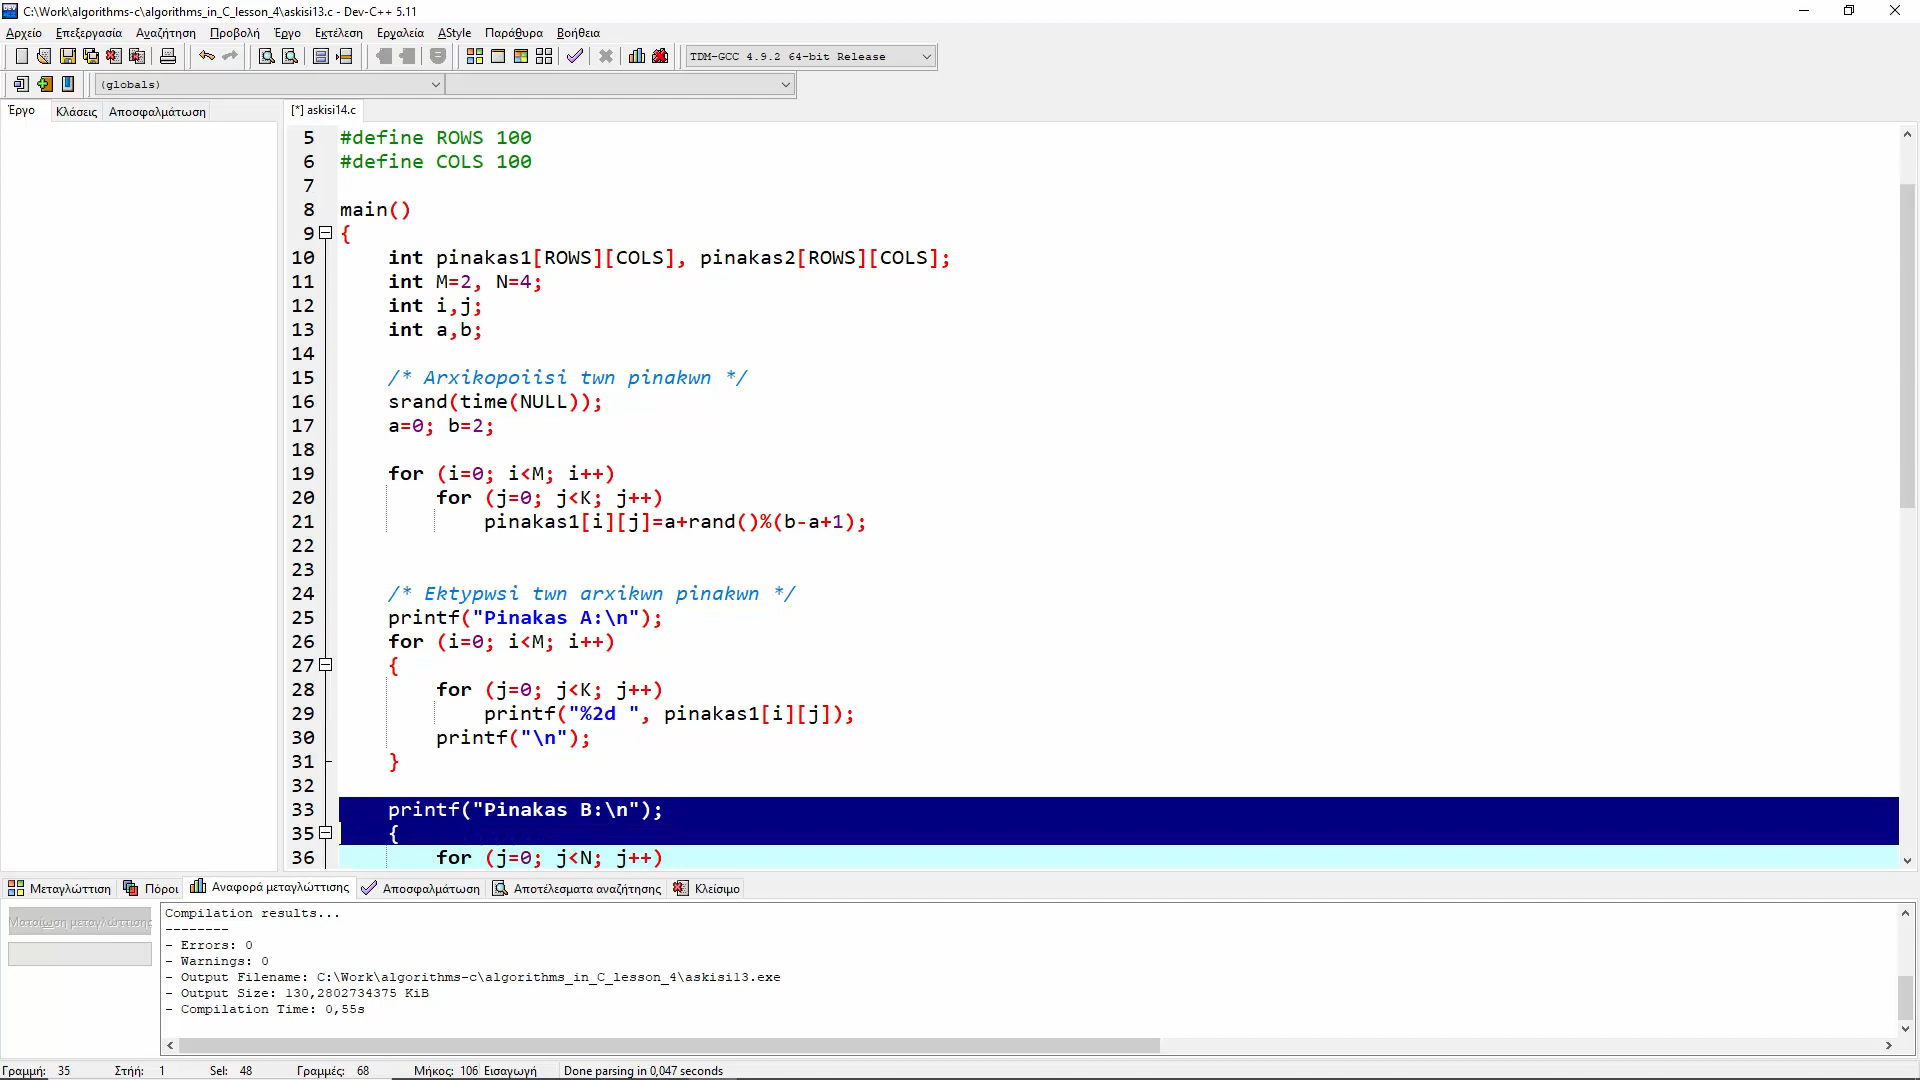 C:\Work\algorithms-c\algorithms_in_C_lesson_4\askisi13.c - Dev-C++ 5.11
Αρχείο Επεξεργασία Αναζήτηση Προβολή Έργο Εκτέλεση Εργαλεία AStyle Παράθυρα Βοήθεια
TDM-GCC 4.9.2 64-bit Release
(globals)
Έργο Κλάσεις Αποσφαλμάτωση
[*] askisi14.c
5 #define ROWS 100
6 #define COLS 100
7
8 main()
9 {
10 int pinakas1[ROWS][COLS], pinakas2[ROWS][COLS];
11 int M=2, N=4;
12 int i,j;
13 int a,b;
14
15 /* Arxikopoiisi twn pinakwn */
16 srand(time(NULL));
17 a=0; b=2;
18
19 for (i=0; i<M; i++)
20 for (j=0; j<K; j++)
21 pinakas1[i][j]=a+rand()%(b-a+1);
22
23
24 /* Ektypwsi twn arxikwn pinakwn */
25 printf("Pinakas A:\n");
26 for (i=0; i<M; i++)
27 {
28 for (j=0; j<K; j++)
29 printf("%2d ", pinakas1[i][j]);
30 printf("\n");
31 }
32
33 printf("Pinakas B:\n");
35 {
36 for (j=0; j<N; j++)
Μεταγλώττιση Πόροι Αναφορά μεταγλώττισης Αποσφαλμάτωση Αποτέλεσματα αναζήτησης Κλείσιμο
Ματαίωση μεταγλώττισης
Compilation results...
--------
- Errors: 0
- Warnings: 0
- Output Filename: C:\Work\algorithms-c\algorithms_in_C_lesson_4\askisi13.exe
- Output Size: 130,2802734375 KiB
- Compilation Time: 0,55s
Γραμμή: 35 Στήή: 1 Sel: 48 Γραμμές: 68 Μήκος: 106 Εισαγωγή Done parsing in 0,047 seconds